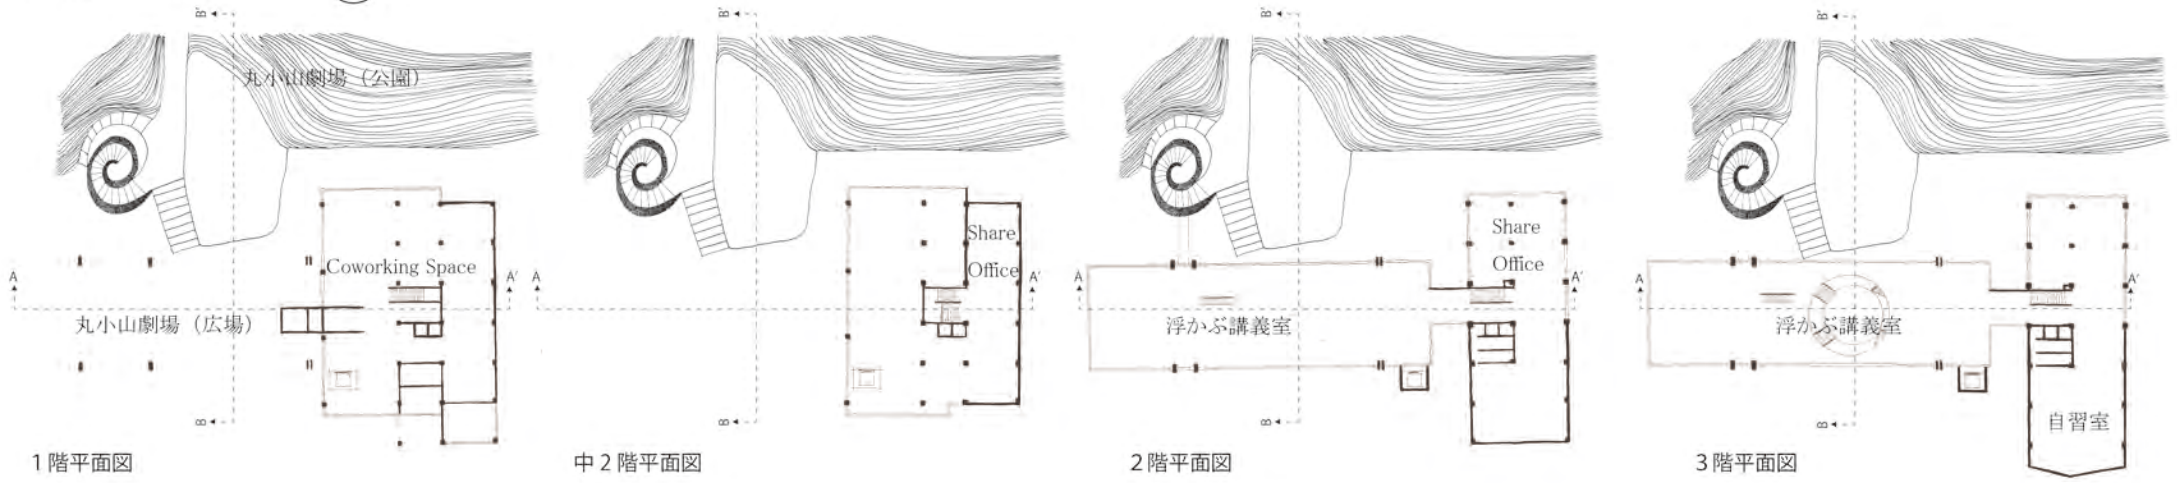 B'
丸小山劇場（公園）
Coworking Space
A
A'
丸小山劇場（広場）
B
1階平面図
B'
Share
Office
A
A'
B
中2階平面図
B'
Share
Office
A
A'
浮かぶ講義室
B
2階平面図
B'
A
A'
浮かぶ講義室
自習室
B
3階平面図